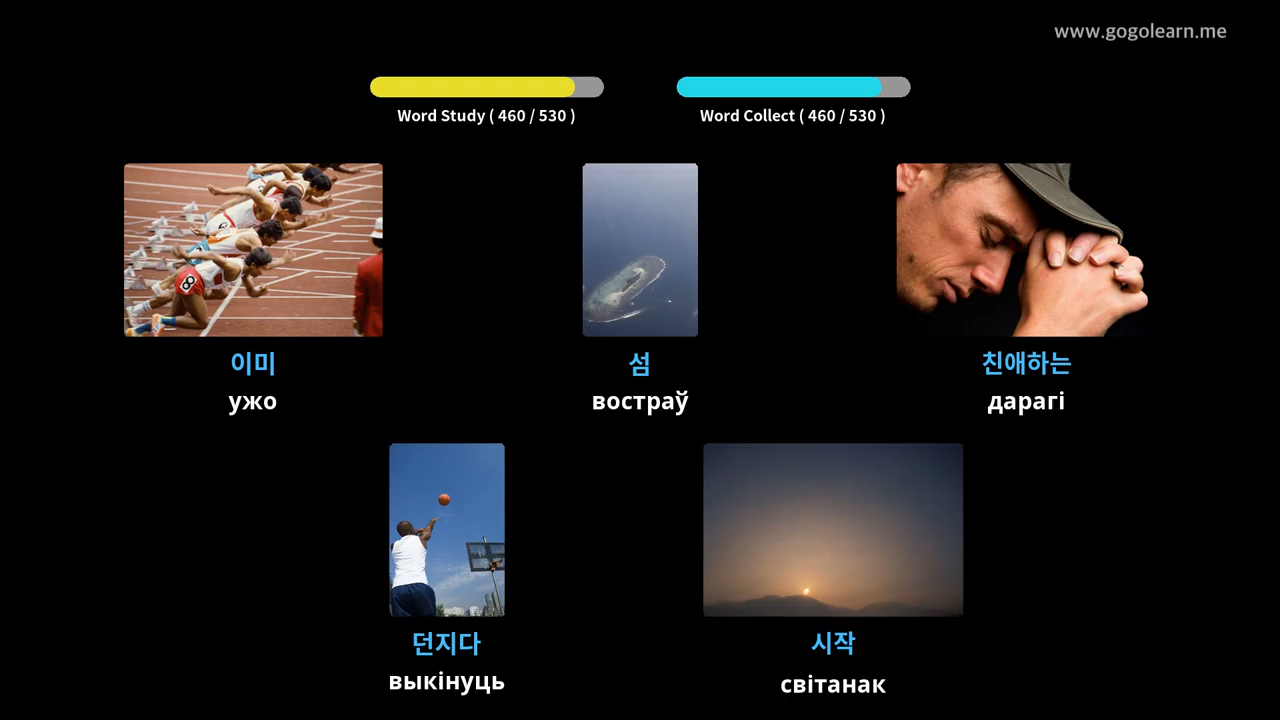 www.gogolearn.me
Word Study ( 460 / 530 )
Word Collect ( 460 / 530 )
이미
ужо
섬
востраў
친애하는
дарагі
8
던지다
выкінуць
시작
світанак